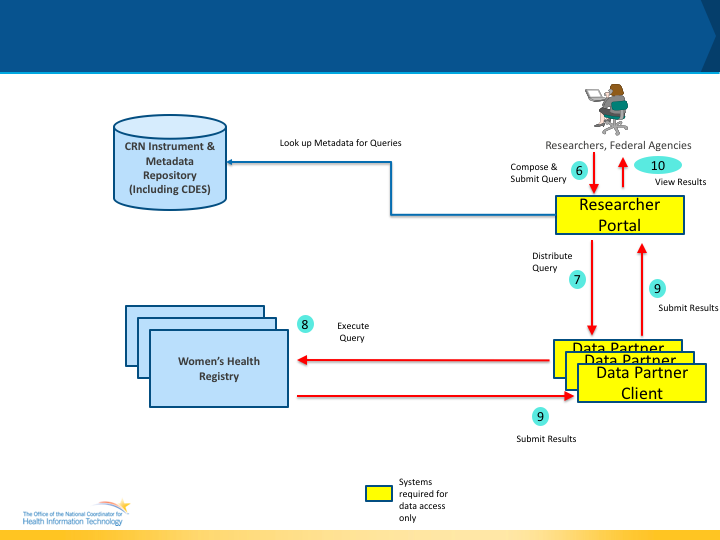 CRN Instrument &
Metadata
Repository
(Including CDES)
Look up Metadata for Queries
Researchers, Federal Agencies
Compose &
Submit Query
6
10
View Results
Researcher
Portal
Distribute
Query
7
9
Submit Results
8
Execute
Query
Women’s Health
Registry
Data Partner
Data Partner
Data Partner
Client
9
Submit Results
Systems
required for
data access
only
The Office of the National Coordinator for
Health Information Technology